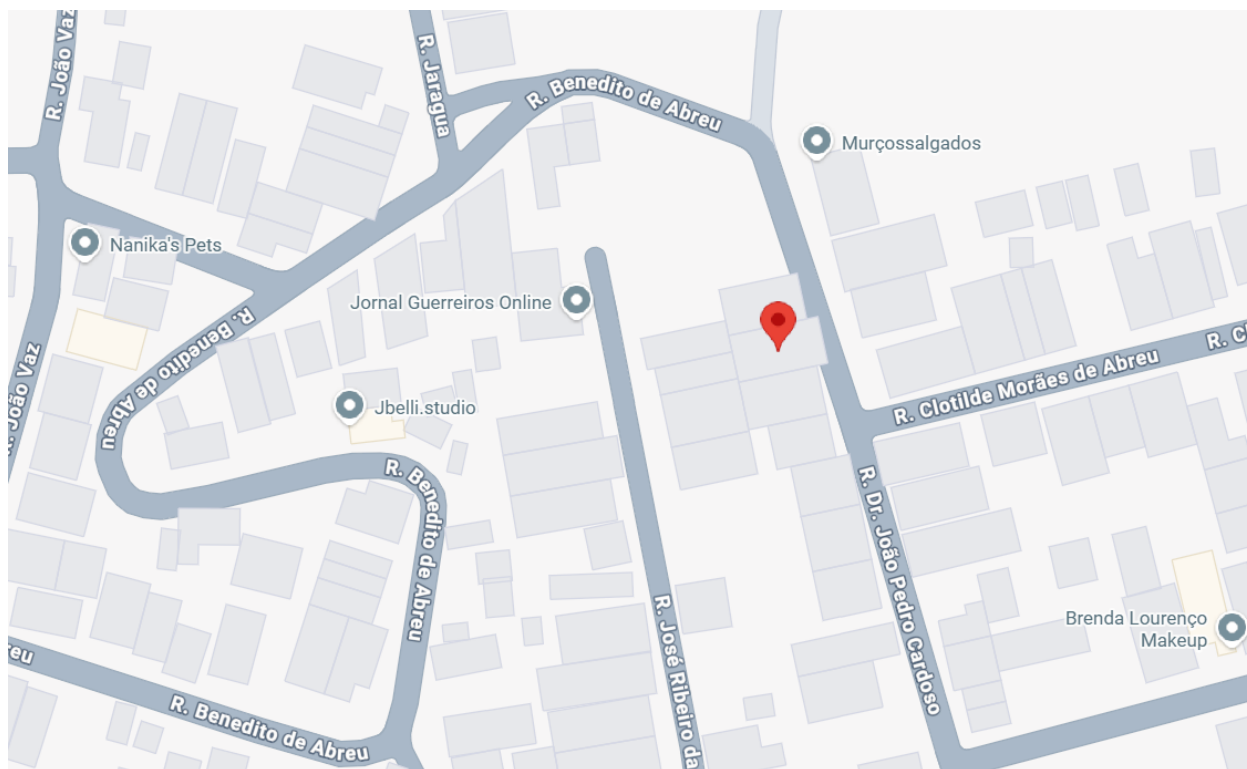 R. João Vaz
R. Jaragua
R. Benedito de Abreu
Murçossalgados
Nanika's Pets
Jornal Guerreiros Online
R. Benedito de Abreu
R. João Vaz
R. Clotilde Morães de Abreu
R. Cl
Jbelli.studio
R. Benedito de Abreu
R. Dr. João Pedro Cardoso
R. José Ribeiro da
Brenda Lourenço
Makeup
reu
R. Benedito de Abreu